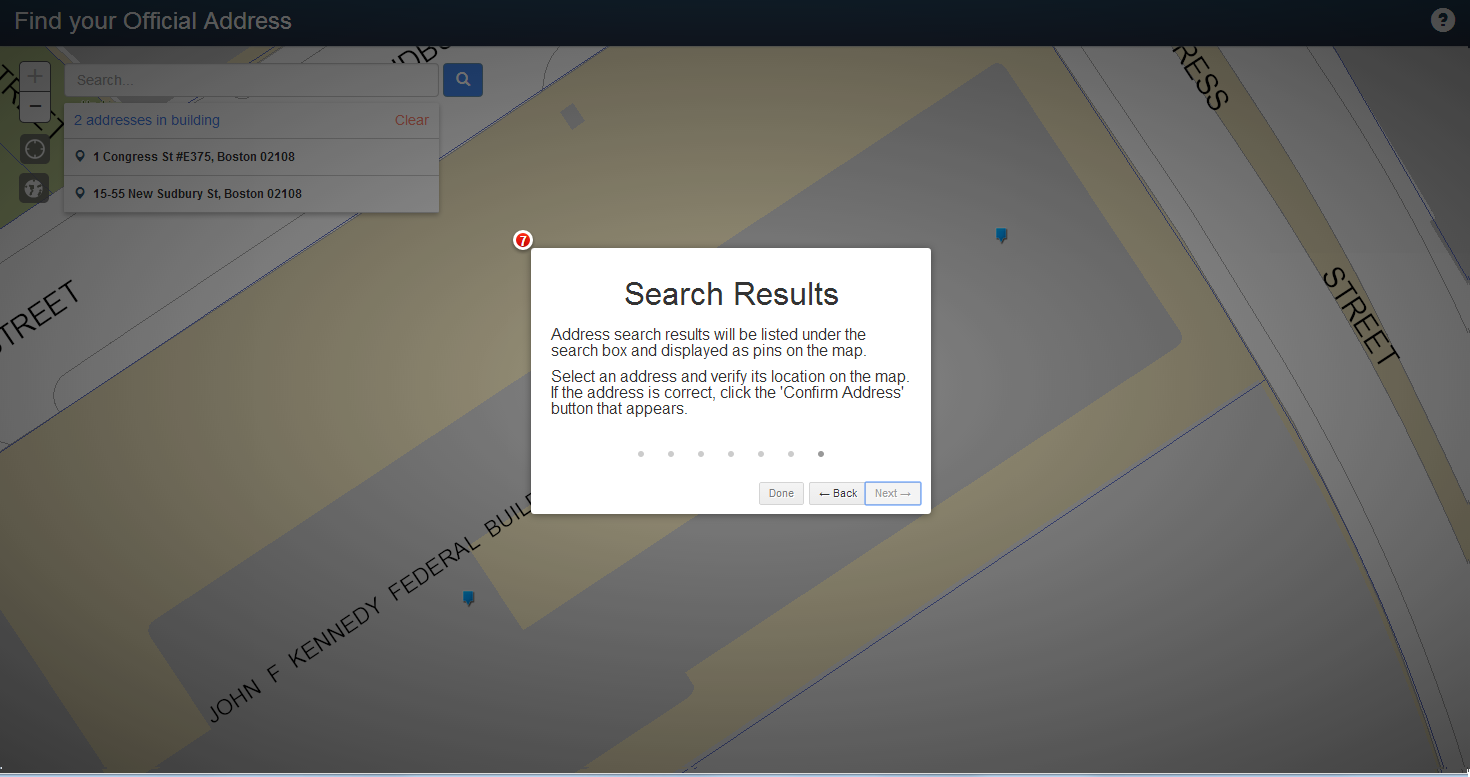 Find your Official Address
?
Search...
2 addresses in building Clear
1 Congress St #E375, Boston 02108
15-55 New Sudbury St, Boston 02108
STREET
STREET
7
Search Results
Address search results will be listed under the
search box and displayed as pins on the map.
Select an address and verify its location on the map.
If the address is correct, click the 'Confirm Address'
button that appears.
Done ← Back Next →
JOHN F KENNEDY FEDERAL